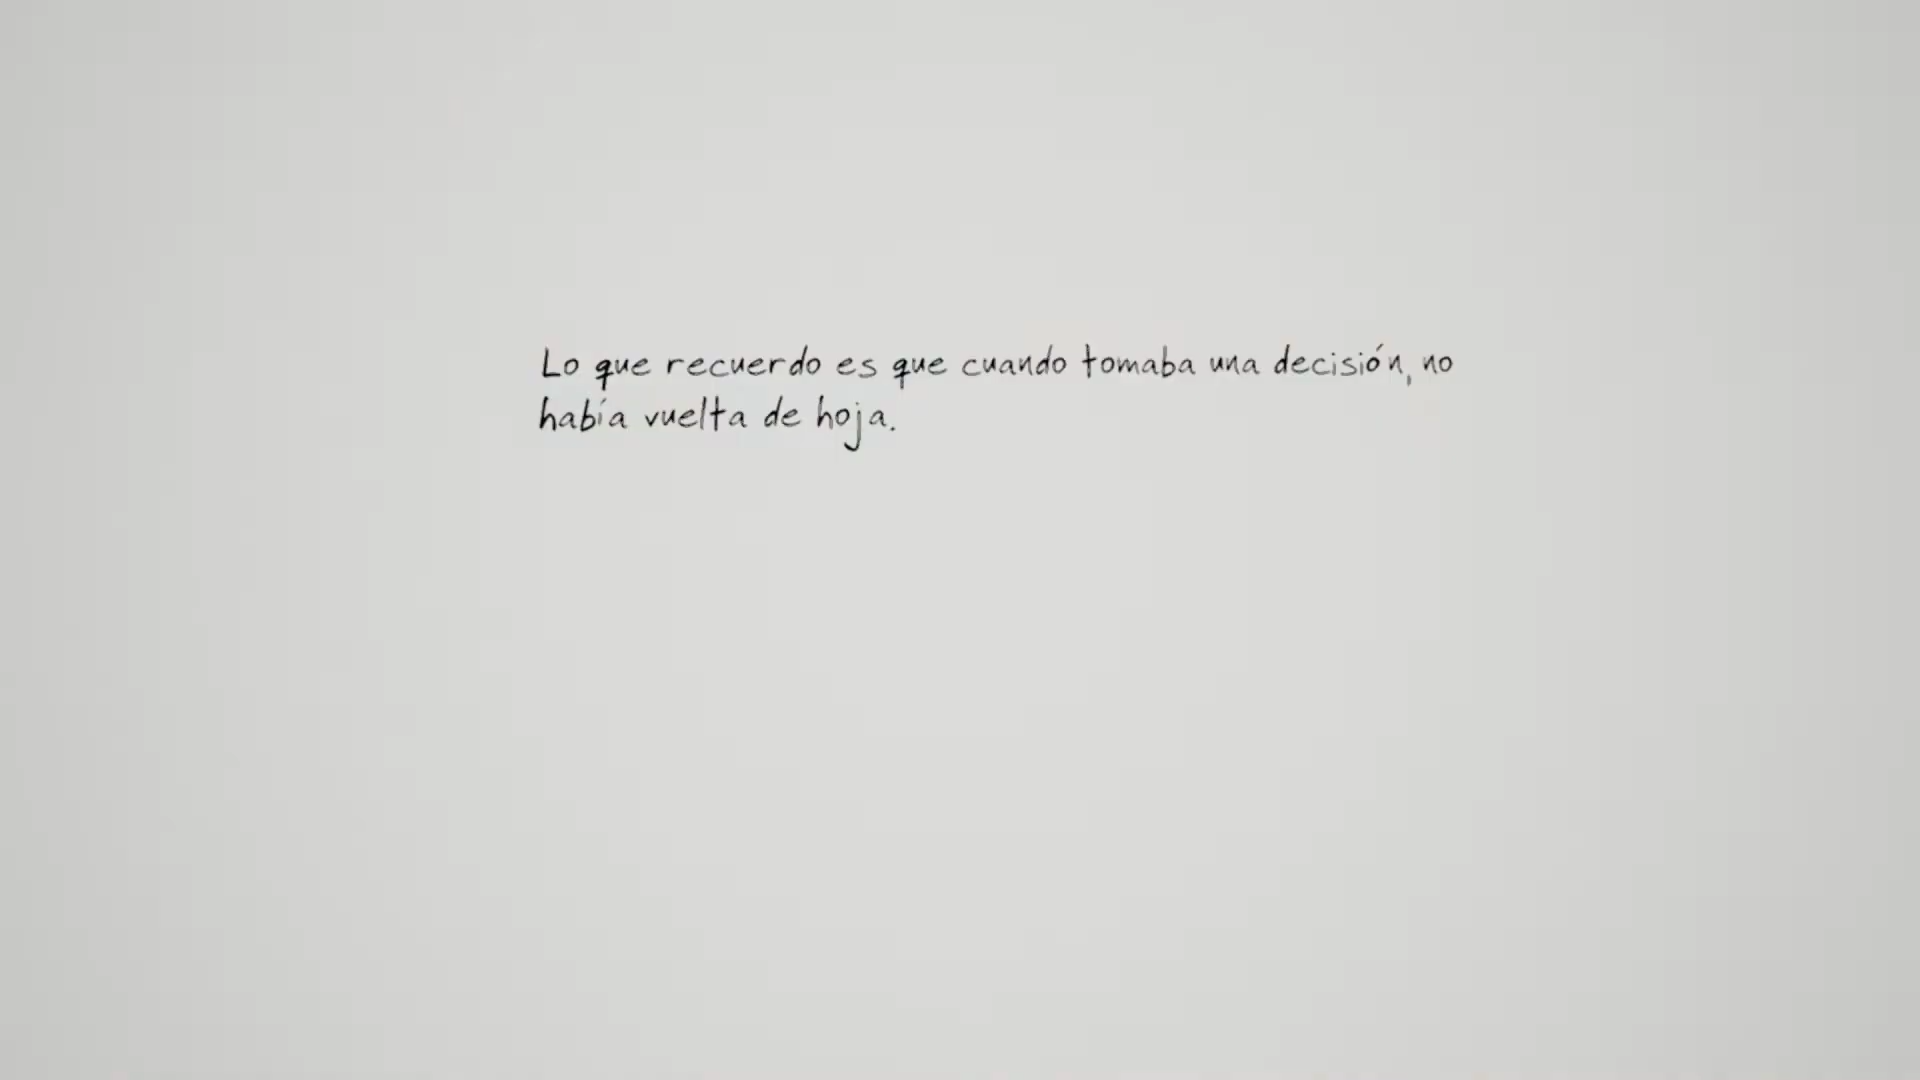 Lo que recuerdo es que cuando tomaba una decisión, no
había vuelta de hoja.